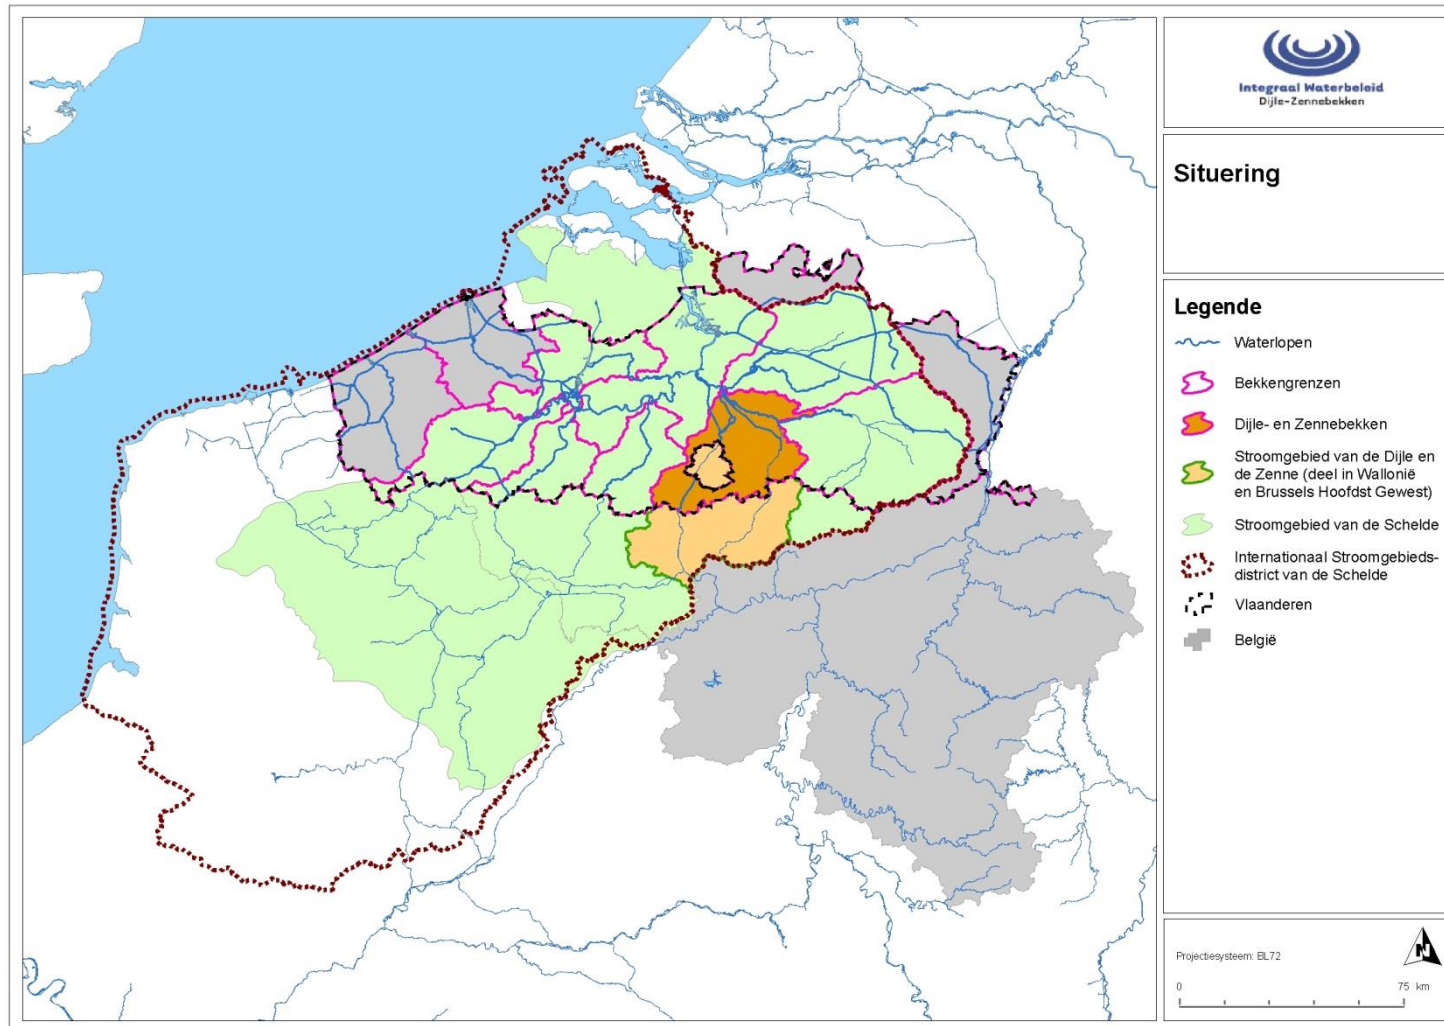 Integraal Waterbeleid
Dijle-Zennebekken
Situering
Legende
Waterlopen
Bekkengrenzen
Dijle- en Zennebekken
Stroomgebied van de Dijle en
de Zenne (deel in Wallonië
en Brussels Hoofdst Gewest)
Stroomgebied van de Schelde
Internationaal Stroomgebieds-
district van de Schelde
Vlaanderen
België
Projectiesysteem: BL72
N
0 75 km